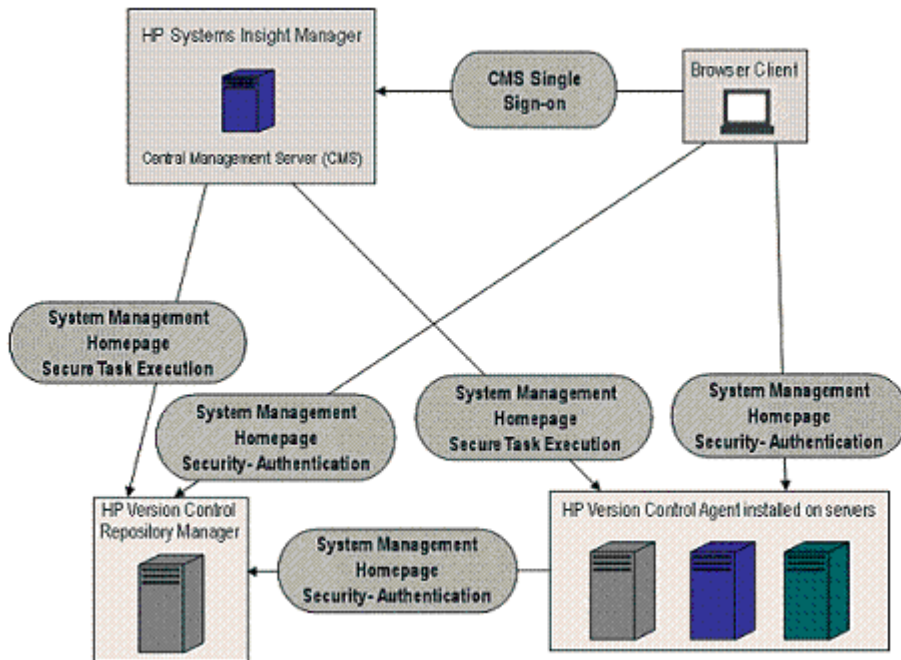 HP Systems Insight Manager
Central Management Server (CMS)
CMS Single
Sign-on
Browser Client
System Management
Homepage
Secure Task Execution
System Management
Homepage
Security- Authentication
System Management
Homepage
Secure Task Execution
System Management
Homepage
Security- Authentication
HP Version Control
Repository Manager
System Management
Homepage
Security- Authentication
HP Version Control Agent installed on servers